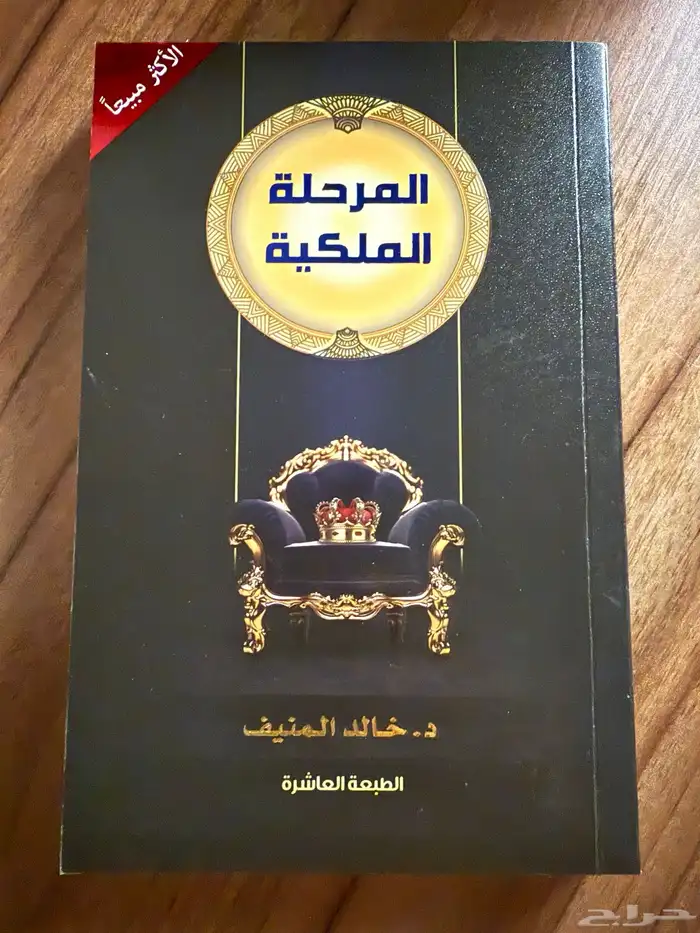 الأكثر مبيعاً
المرحلة
الملكية
د. خالد المنيف
الطبعة العاشرة
حراج